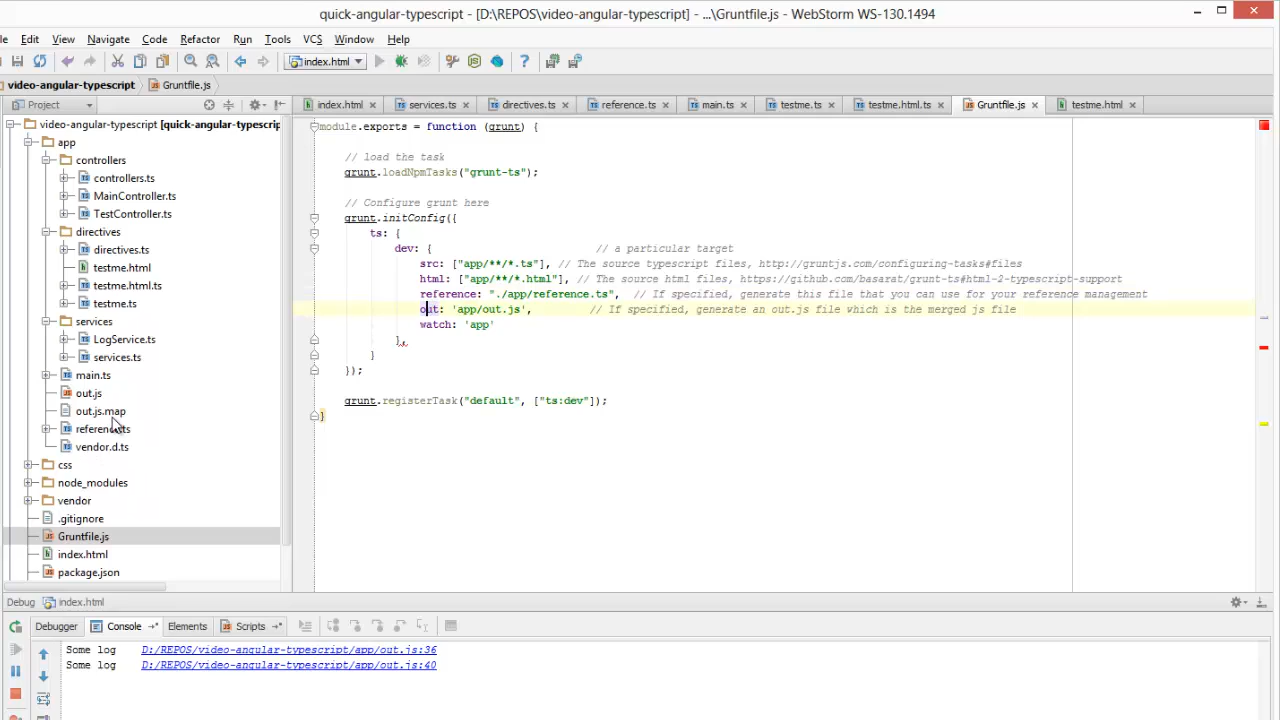 quick-angular-typescript - [D:\REPOS\video-angular-typescript] - ...\Gruntfile.js - WebStorm WS-130.1494
le Edit View Navigate Code Refactor Run Tools VCS Window Help
index.html
video-angular-typescript Gruntfile.js
Project
index.html services.ts directives.ts reference.ts main.ts testme.ts testme.html.ts Gruntfile.js testme.html
video-angular-typescript [quick-angular-typescrip
app
controllers
controllers.ts
MainController.ts
TestController.ts
directives
directives.ts
testme.html
testme.html.ts
testme.ts
services
LogService.ts
services.ts
main.ts
out.js
out.js.map
reference.ts
vendor.d.ts
css
node_modules
vendor
.gitignore
Gruntfile.js
index.html
package.json
module.exports = function (grunt) {
// load the task
grunt.loadNpmTasks("grunt-ts");
// Configure grunt here
grunt.initConfig({
ts: {
dev: { // a particular target
src: ["app/**/*.ts"], // The source typescript files, http://gruntjs.com/configuring-tasks#files
html: ["app/**/*.html"], // The source html files, https://github.com/basarat/grunt-ts#html-2-typescript-support
reference: "./app/reference.ts", // If specified, generate this file that you can use for your reference management
out: 'app/out.js', // If specified, generate an out.js file which is the merged js file
watch: 'app'
},
}
});
grunt.registerTask("default", ["ts:dev"]);
}
Debug index.html
Debugger Console Elements Scripts
Some log D:/REPOS/video-angular-typescript/app/out.js:36
Some log D:/REPOS/video-angular-typescript/app/out.js:40